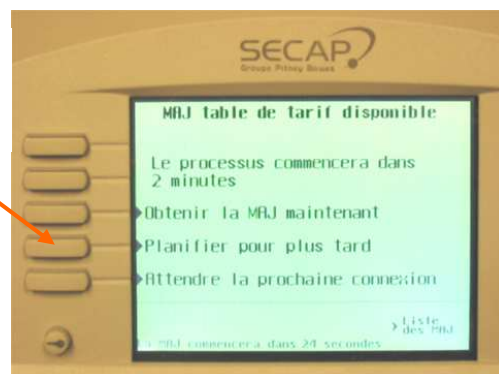 SECAP
Groupe Pitney Bowes
MAJ table de tarif disponible
Le processus commencera dans
2 minutes
Obtenir la MAJ maintenant
Planifier pour plus tard
Attendre la prochaine connexion
Liste
des MAJ
La MAJ commencera dans 24 secondes